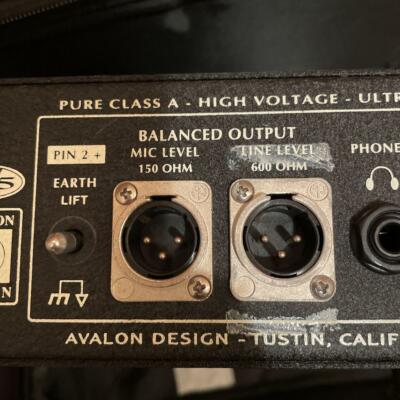 PURE CLASS A - HIGH VOLTAGE - ULTR
BALANCED OUTPUT
PIN 2 +
MIC LEVEL
LINE LEVEL
PHONE
150 OHM
600 OHM
EARTH
LIFT
S
ON
N
AVALON DESIGN - TUSTIN, CALIF